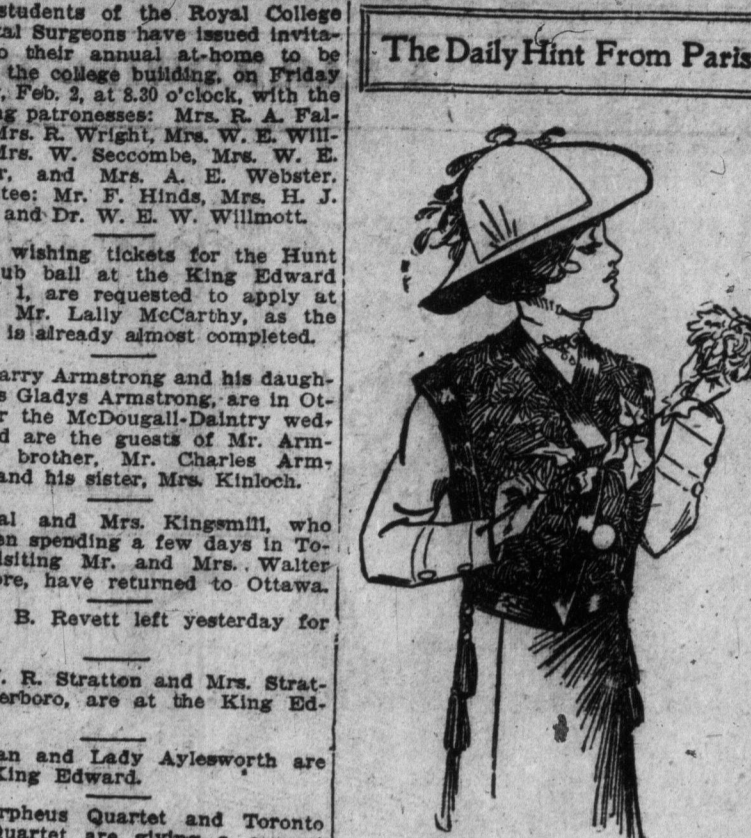 students of the Royal College
Surgeons have issued invita-
their annual at-home to be
the college building, on Friday
, Feb. 2, at 8.30 o'clock, with the
patronesses: Mrs. R. A. Fal-
Mrs. R. Wright, Mrs. W. E. Will-
Mrs. W. Seccombe, Mrs. W. E.
and Mrs. A. E. Webster.
tee: Mr. F. Hinds, Mrs. H. J.
and Dr. W. E. W. Willmott.
wishing tickets for the Hunt
ub ball at the King Edward
1, are requested to apply at
Mr. Lally McCarthy, as the
is already almost completed.
arry Armstrong and his daugh-
s Gladys Armstrong, are in Ot-
r the McDougall-Daintry wed-
d are the guests of Mr. Arm-
brother, Mr. Charles Arm-
and his sister, Mrs. Kinloch.
al and Mrs. Kingsmill, who
en spending a few days in To-
isiting Mr. and Mrs. Walter
ore, have returned to Ottawa.
B. Revett left yesterday for
R. Stratton and Mrs. Strat-
erboro, are at the King Ed-
an and Lady Aylesworth are
King Edward.
rpheus Quartet and Toronto
Quartet are giving a
The Daily Hint From Paris